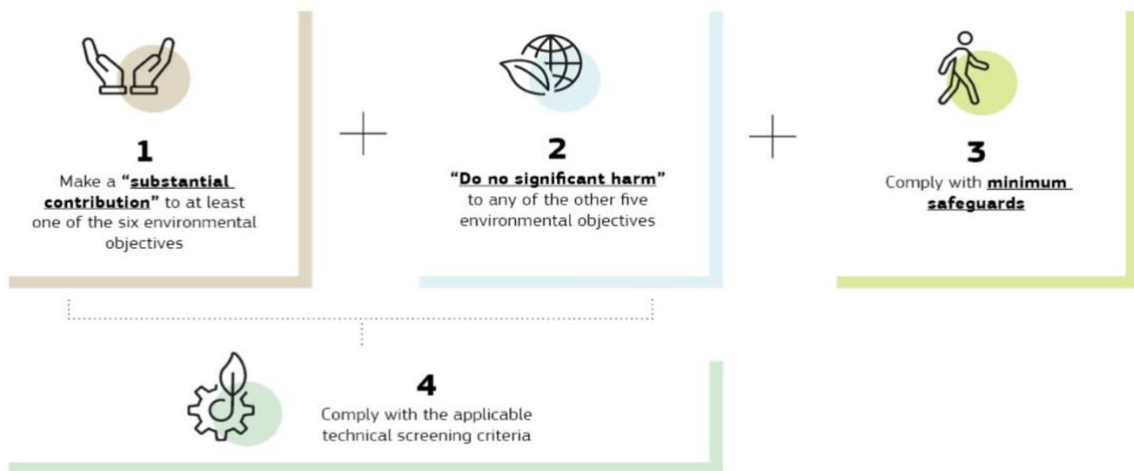 1
Make a “substantial
contribution” to at least
one of the six environmental
objectives
2
“Do no significant harm”
to any of the other five
environmental objectives
3
Comply with minimum
safeguards
4
Comply with the applicable
technical screening criteria